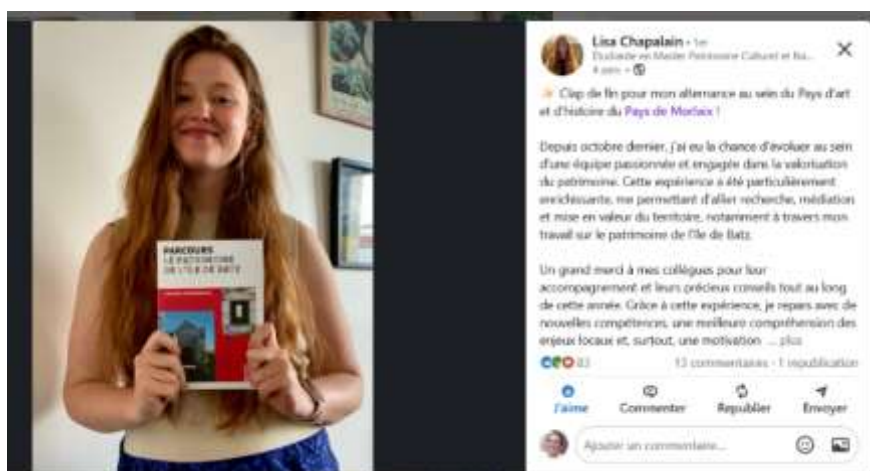 PARCOURS
LE PATRIMOINE
DE L'ÎLE DE BATZ
Lisa Chapalain • 1er
Étudiante en Master Patrimoine Culturel et Na...
4 sem. •
Clap de fin pour mon alternance au sein du Pays d'art
et d'histoire du Pays de Morlaix !
Depuis octobre dernier, j'ai eu la chance d'évoluer au sein
d'une équipe passionnée et engagée dans la valorisation
du patrimoine. Cette expérience a été particulièrement
enrichissante, me permettant d'allier recherche, médiation
et mise en valeur du territoire, notamment à travers mon
travail sur le patrimoine de l'île de Batz.
Un grand merci à mes collègues pour leur
accompagnement et leurs précieux conseils tout au long
de cette année. Grâce à cette expérience, je repars avec de
nouvelles compétences, une meilleure compréhension des
enjeux locaux et, surtout, une motivation ... plus
83
13 commentaires • 1 republication
J'aime
Commenter
Republier
Envoyer
Ajouter un commentaire...